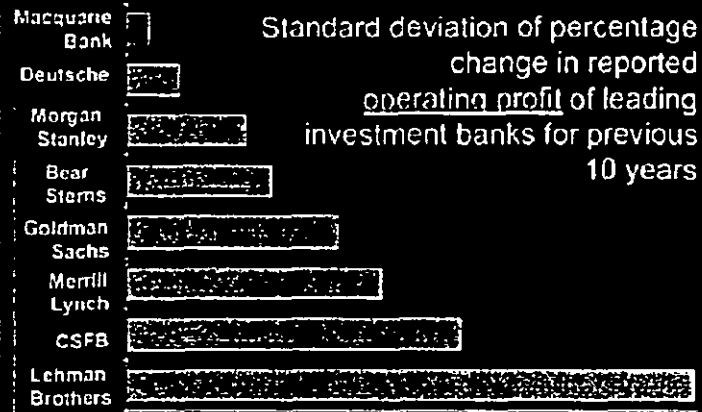 Macquarie
Bank
Standard deviation of percentage
change in reported
operating profit of leading
investment banks for previous
10 years
Deutsche
Morgan
Stanley
Bear
Sterns
Goldman
Sachs
Merrill
Lynch
CSFB
Lehman
Brothers